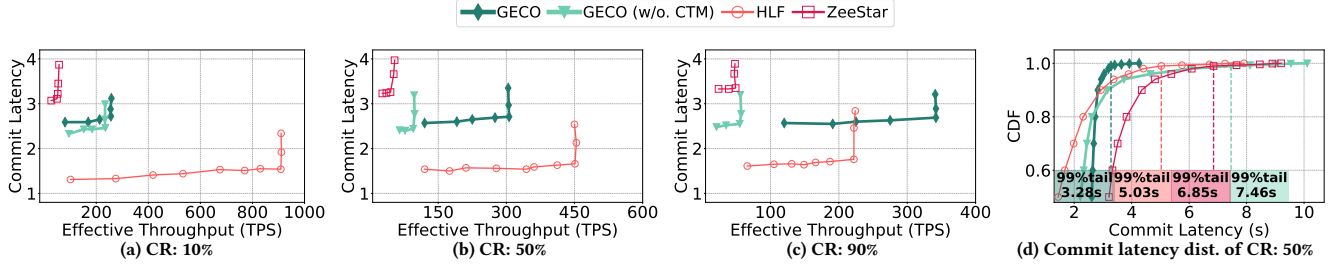 GECO GECO (w/o. CTM) HLF ZeeStar
Commit Latency
4
3
2
1
200 400 600 800 1000
Effective Throughput (TPS)
(a) CR: 10%
Commit Latency
4
3
2
1
150 300 450 600
Effective Throughput (TPS)
(b) CR: 50%
Commit Latency
4
3
2
1
100 200 300 400
Effective Throughput (TPS)
(c) CR: 90%
CDF
1.0
0.8
0.6
99%tail 99%tail 99%tail 99%tail
3.28s 5.03s 6.85s 7.46s
2 4 6 8 10
Commit Latency (s)
(d) Commit latency dist. of CR: 50%